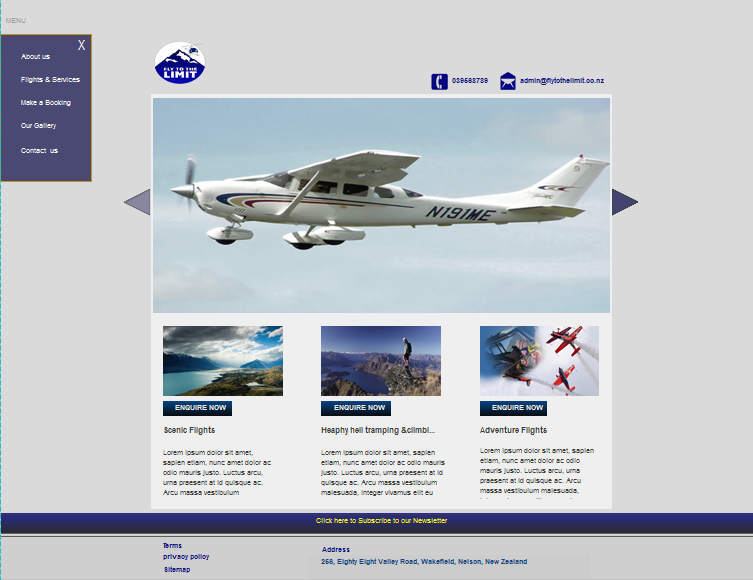 MENU
X
About us
Flights & Services
Make a Booking
Our Gallery
Contact us
FLY TO THE
LIMIT
039568789
admin@flytothelimit.co.nz
N191ME
ENQUIRE NOW
ENQUIRE NOW
ENQUIRE NOW
Scenic Flights
Heaphy heli tramping &climbi...
Adventure Flights
Lorem ipsum dolor sit amet,
sapien etiam, nunc amet dolor ac
odio mauris justo. Luctus arcu,
urna praesent at id quisque ac.
Arcu massa vestibulum
Lorem ipsum dolor sit amet,
sapien etiam, nunc amet dolor ac
odio mauris justo. Luctus arcu,
urna praesent at id quisque ac.
Arcu massa vestibulum
malesuada, integer vivamus elit eu
Lorem ipsum dolor sit amet,
sapien etiam, nunc amet dolor ac
odio mauris justo. Luctus arcu,
urna praesent at id quisque ac.
Arcu massa vestibulum
malesuada, integer vivamus elit eu
Click here to Subscribe to our Newsletter
Terms
privacy policy
Sitemap
Address
256, Eighty Eight Valley Road, Wakefield, Nelson, New Zealand